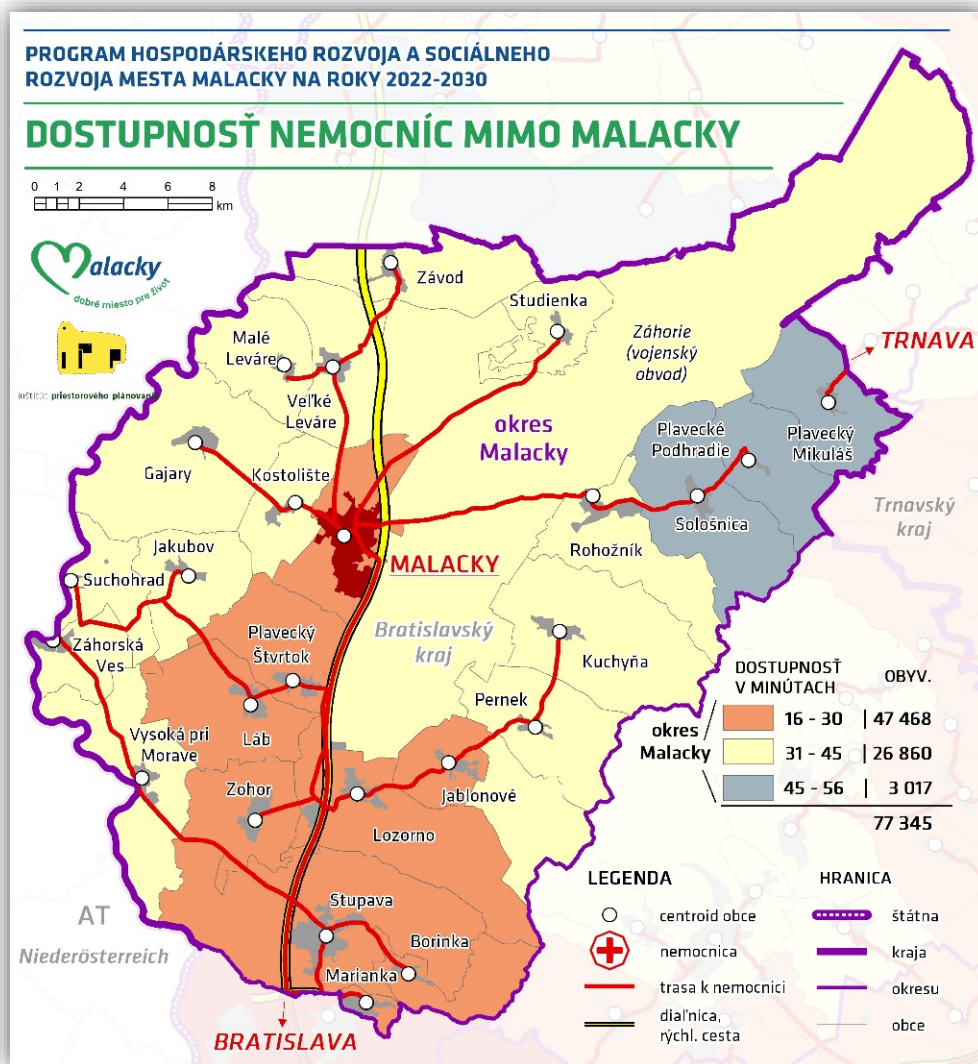 PROGRAM HOSPODÁRSKEHO ROZVOJA A SOCIÁLNEHO
ROZVOJA MESTA MALACKY NA ROKY 2022-2030
DOSTUPNOSŤ NEMOCNÍC MIMO MALACKY
0 1 2 4 6 8
km
Malacky
dobré miesto pre život
inštitút priestorového plánovania
Závod
Studienka
Malé
Leváre
Veľké
Leváre
Záhorie
(vojenský
obvod)
TRNAVA
okres
Malacky
Plavecké
Podhradie
Plavecký
Mikuláš
Gajary
Kostolište
Sološnica
Rohožník
Trnavský
kraj
Jakubov
MALACKY
Suchohrad
Bratislavský
kraj
Plavecký
Štvrtok
Záhorská
Ves
Kuchyňa
Pernek
Láb
Vysoká pri
Morave
Zohor
Jablonové
Lozorno
DOSTUPNOSŤ
V MINÚTACH
OBYV.
okres
Malacky
16 - 30 47 468
31 - 45 26 860
45 - 56 3 017
77 345
AT
Niederösterreich
Stupava
Borinka
Marianka
BRATISLAVA
LEGENDA
centroid obce
nemocnica
trasa k nemocnici
diaľnica,
rýchl. cesta
HRANICA
štátna
kraja
okresu
obce